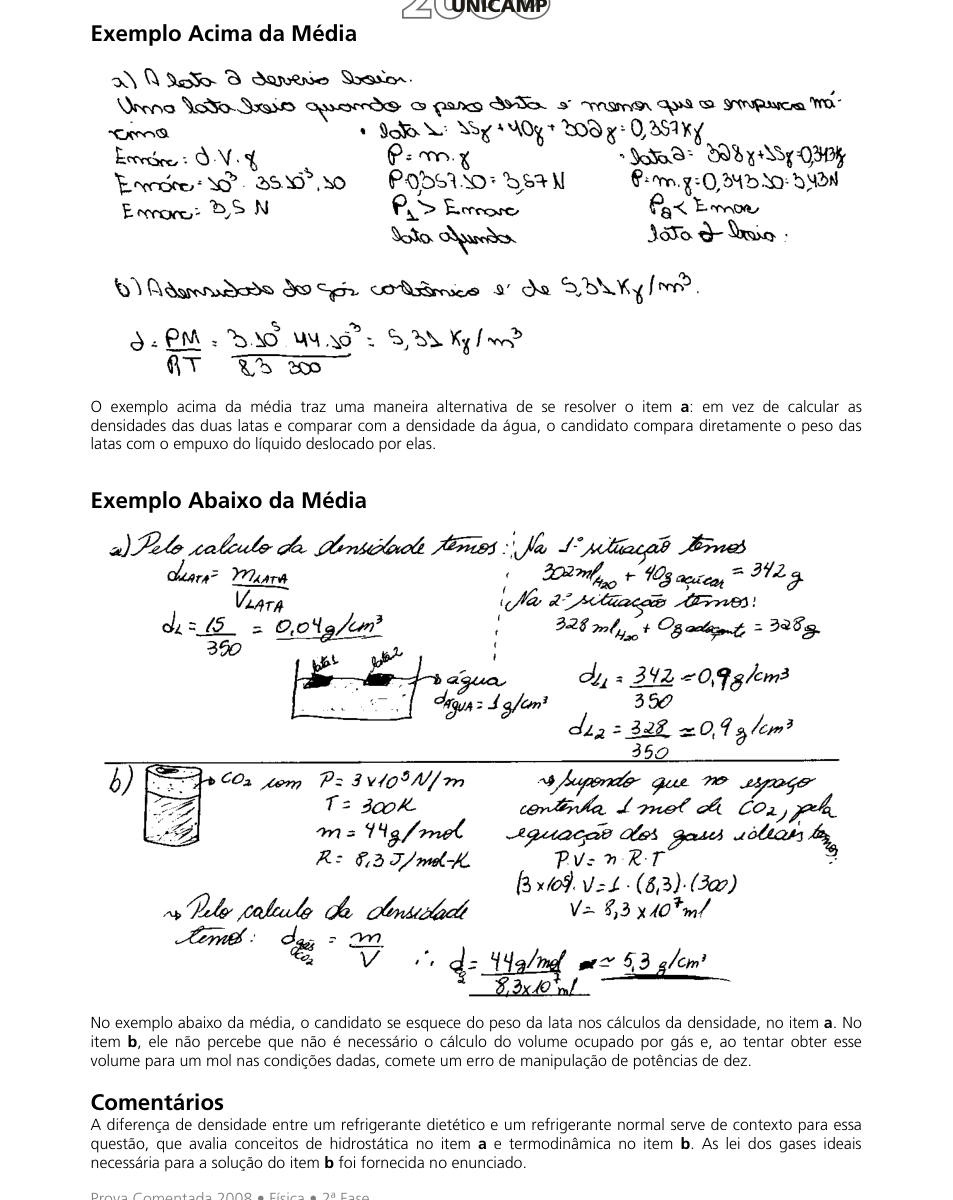 2008
UNICAMP
Exemplo Acima da Média
a) A lata 2 deverio boiar.
Uma lata boia quando o peso desta é menor que o empuxo má-
ximo
Emáx: d.V.g
Emáx = 10³. 35.10⁻⁵.10
Emax: 3,5 N
• lata 1: 15g + 40g + 302g = 0,357Kg
P = m.g
P=0,357.10 = 3,57 N
P₁ > Emax
lata afunda
• lata 2 = 328g + 15g = 0,343Kg
P = m.g = 0,343.10 = 3,43N
P₂ < Emax
lata 2 boia.
b) A densidade do gás carbônico é de 5,31 Kg/m³.
d = PM = 3.10⁵ 44.10⁻³ = 5,31 Kg/m³
RT 8,3 300
O exemplo acima da média traz uma maneira alternativa de se resolver o item a: em vez de calcular as
densidades das duas latas e comparar com a densidade da água, o candidato compara diretamente o peso das
latas com o empuxo do líquido deslocado por elas.
Exemplo Abaixo da Média
a) Pelo calculo da densidade temos:
dLATA = mLATA
VLATA
dL = 15 = 0,04g/cm³
350
lata 1 lata 2
água
dÁGUA = 1g/cm³
Na 1ª situação temos
302mlH2O + 40g açúcar = 342g
Na 2ª situação temos:
328 mlH2O + 0g adoçante = 328g
dL1 = 342 ≃ 0,9g/cm³
350
dL2 = 328 ≃ 0,9 g/cm³
350
b) CO2 com P = 3x10⁵ N/m
T = 300K
m = 44g/mol
R = 8,3 J/mol-K
Supondo que no espaço
contenha 1 mol de CO2, pela
equação dos gases ideais temos:
P.V = n.R.T
(3x10⁵).V = 1.(8,3).(300)
V = 8,3 x 10⁷ ml
Pelo calculo da densidade
temos: dgás CO2 = m
V
∴ d = 44g/mol ≃ 5,3 g/cm³
8,3x10⁷ ml
No exemplo abaixo da média, o candidato se esquece do peso da lata nos cálculos da densidade, no item a. No
item b, ele não percebe que não é necessário o cálculo do volume ocupado por gás e, ao tentar obter esse
volume para um mol nas condições dadas, comete um erro de manipulação de potências de dez.
Comentários
A diferença de densidade entre um refrigerante dietético e um refrigerante normal serve de contexto para essa
questão, que avalia conceitos de hidrostática no item a e termodinâmica no item b. As lei dos gases ideais
necessária para a solução do item b foi fornecida no enunciado.
Prova Comentada 2008 • Física • 2ª Fase